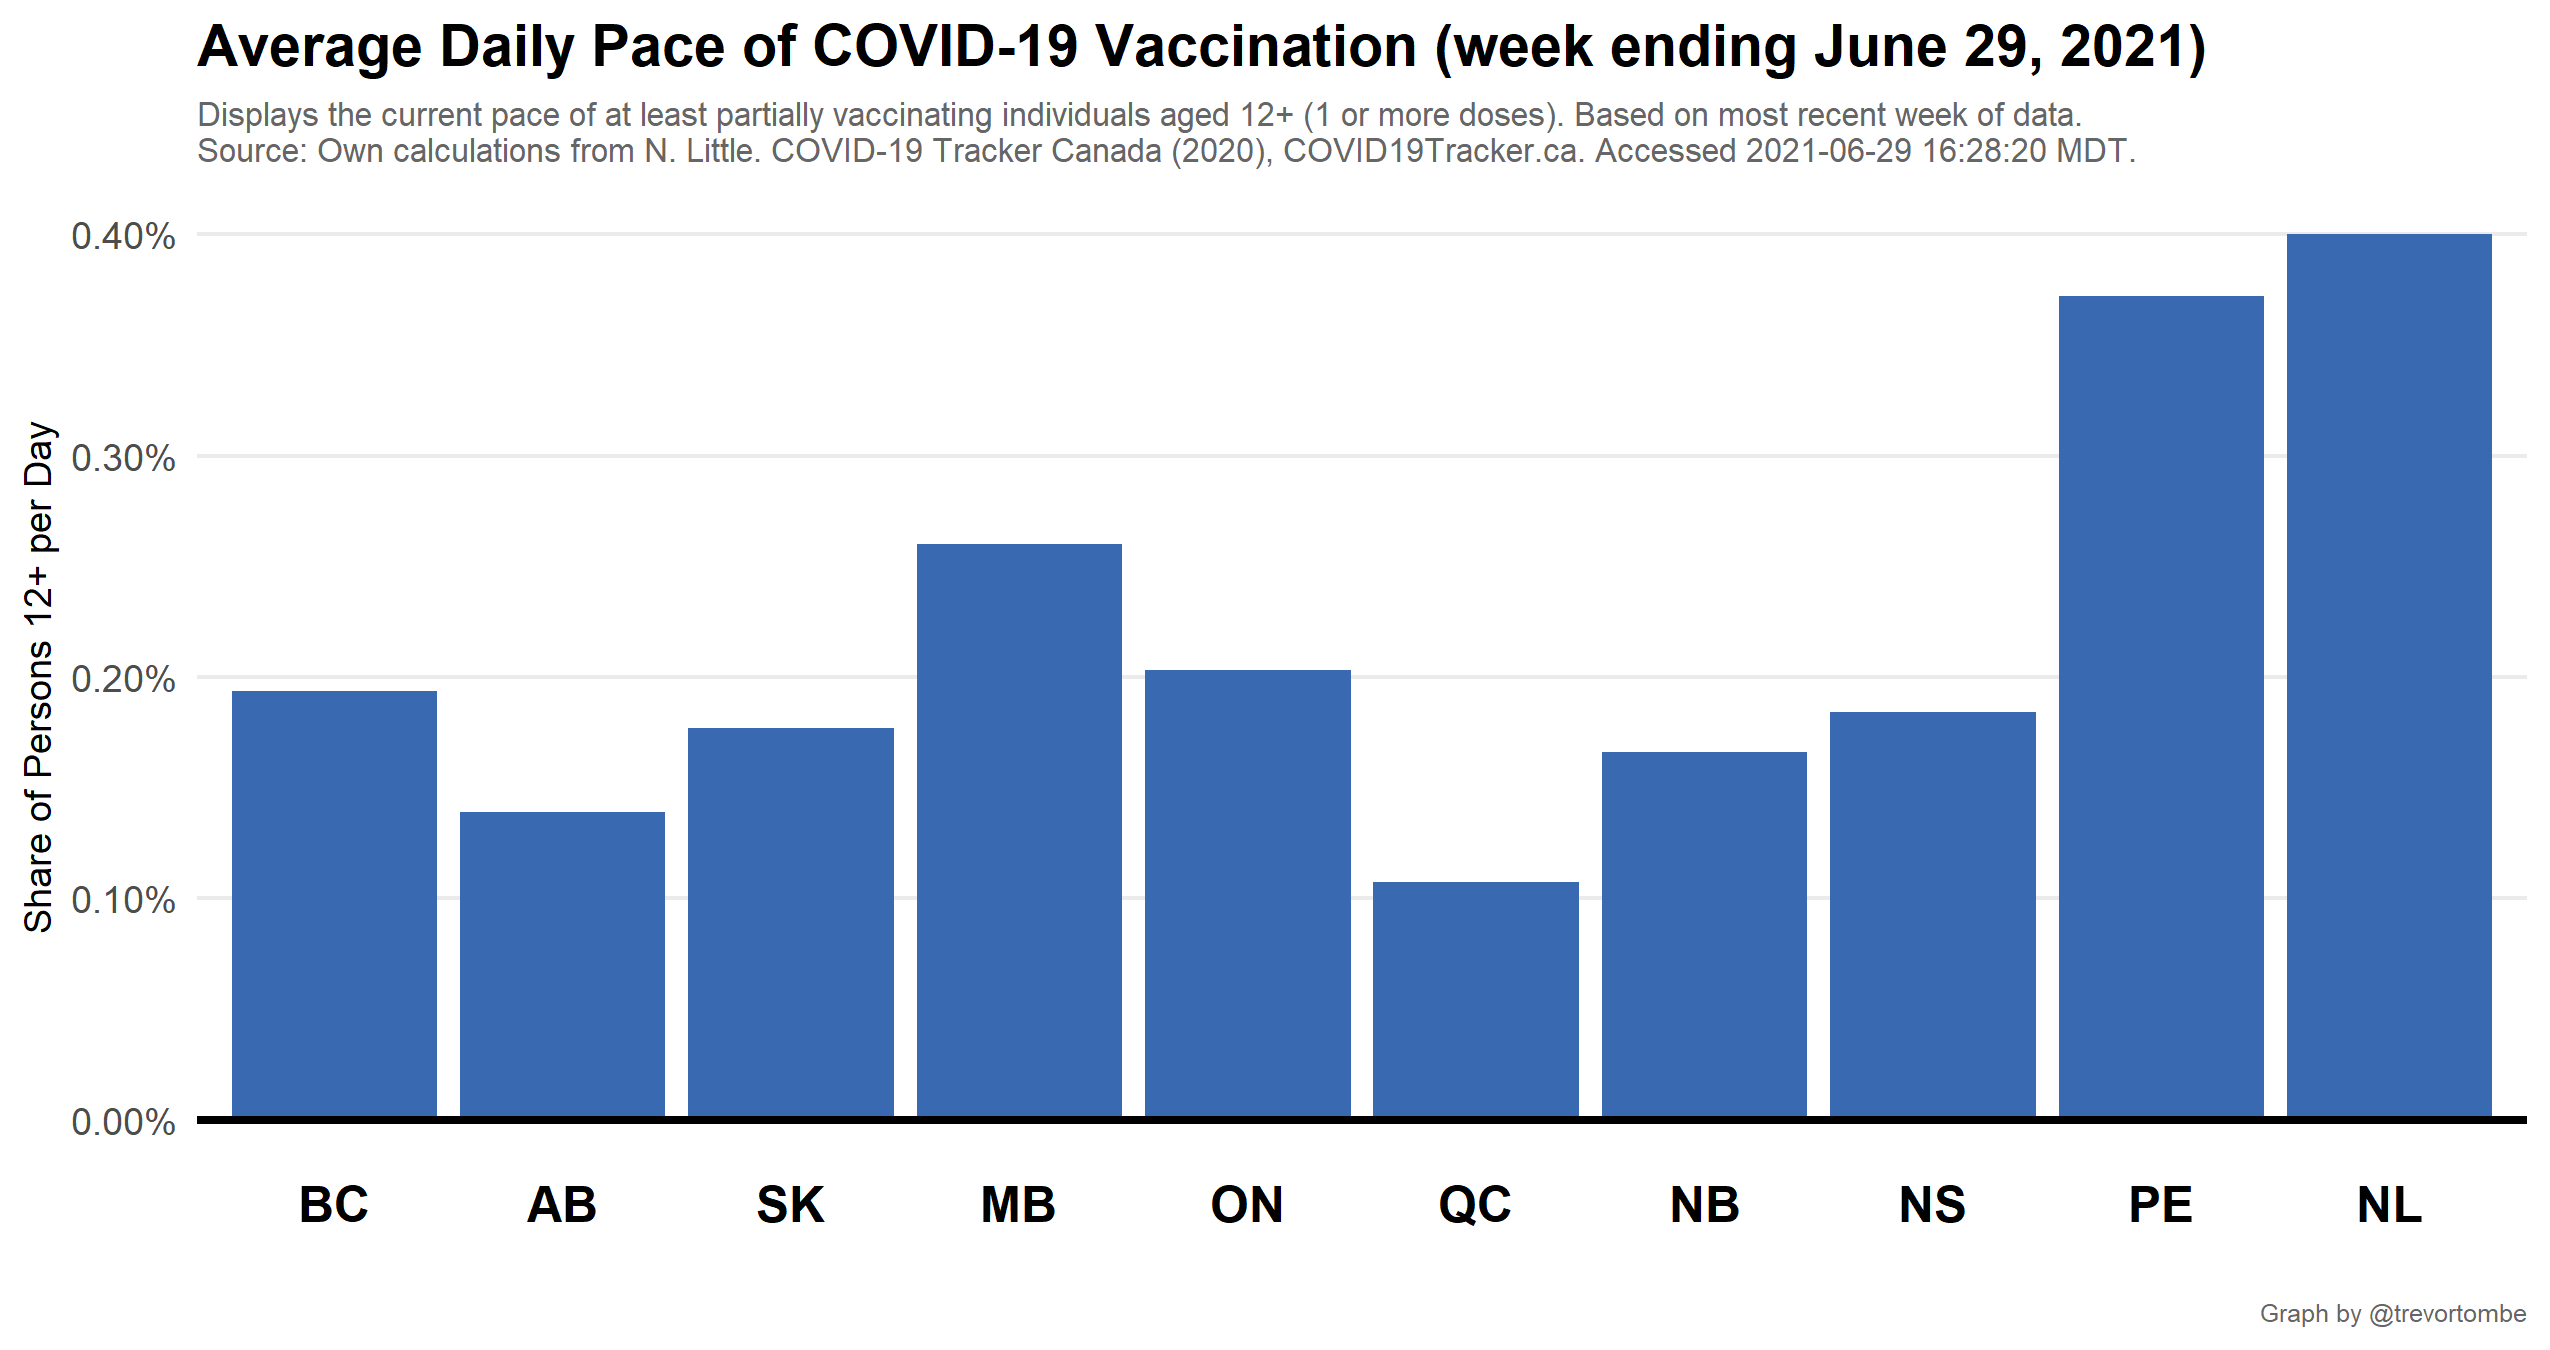 Average Daily Pace of COVID-19 Vaccination (week ending June 29, 2021)
Displays the current pace of at least partially vaccinating individuals aged 12+ (1 or more doses). Based on most recent week of data.
Source: Own calculations from N. Little. COVID-19 Tracker Canada (2020), COVID19Tracker.ca. Accessed 2021-06-29 16:28:20 MDT.
Share of Persons 12+ per Day
0.40%
0.30%
0.20%
0.10%
0.00%
BC AB SK MB ON QC NB NS PE NL
Graph by @trevortombe